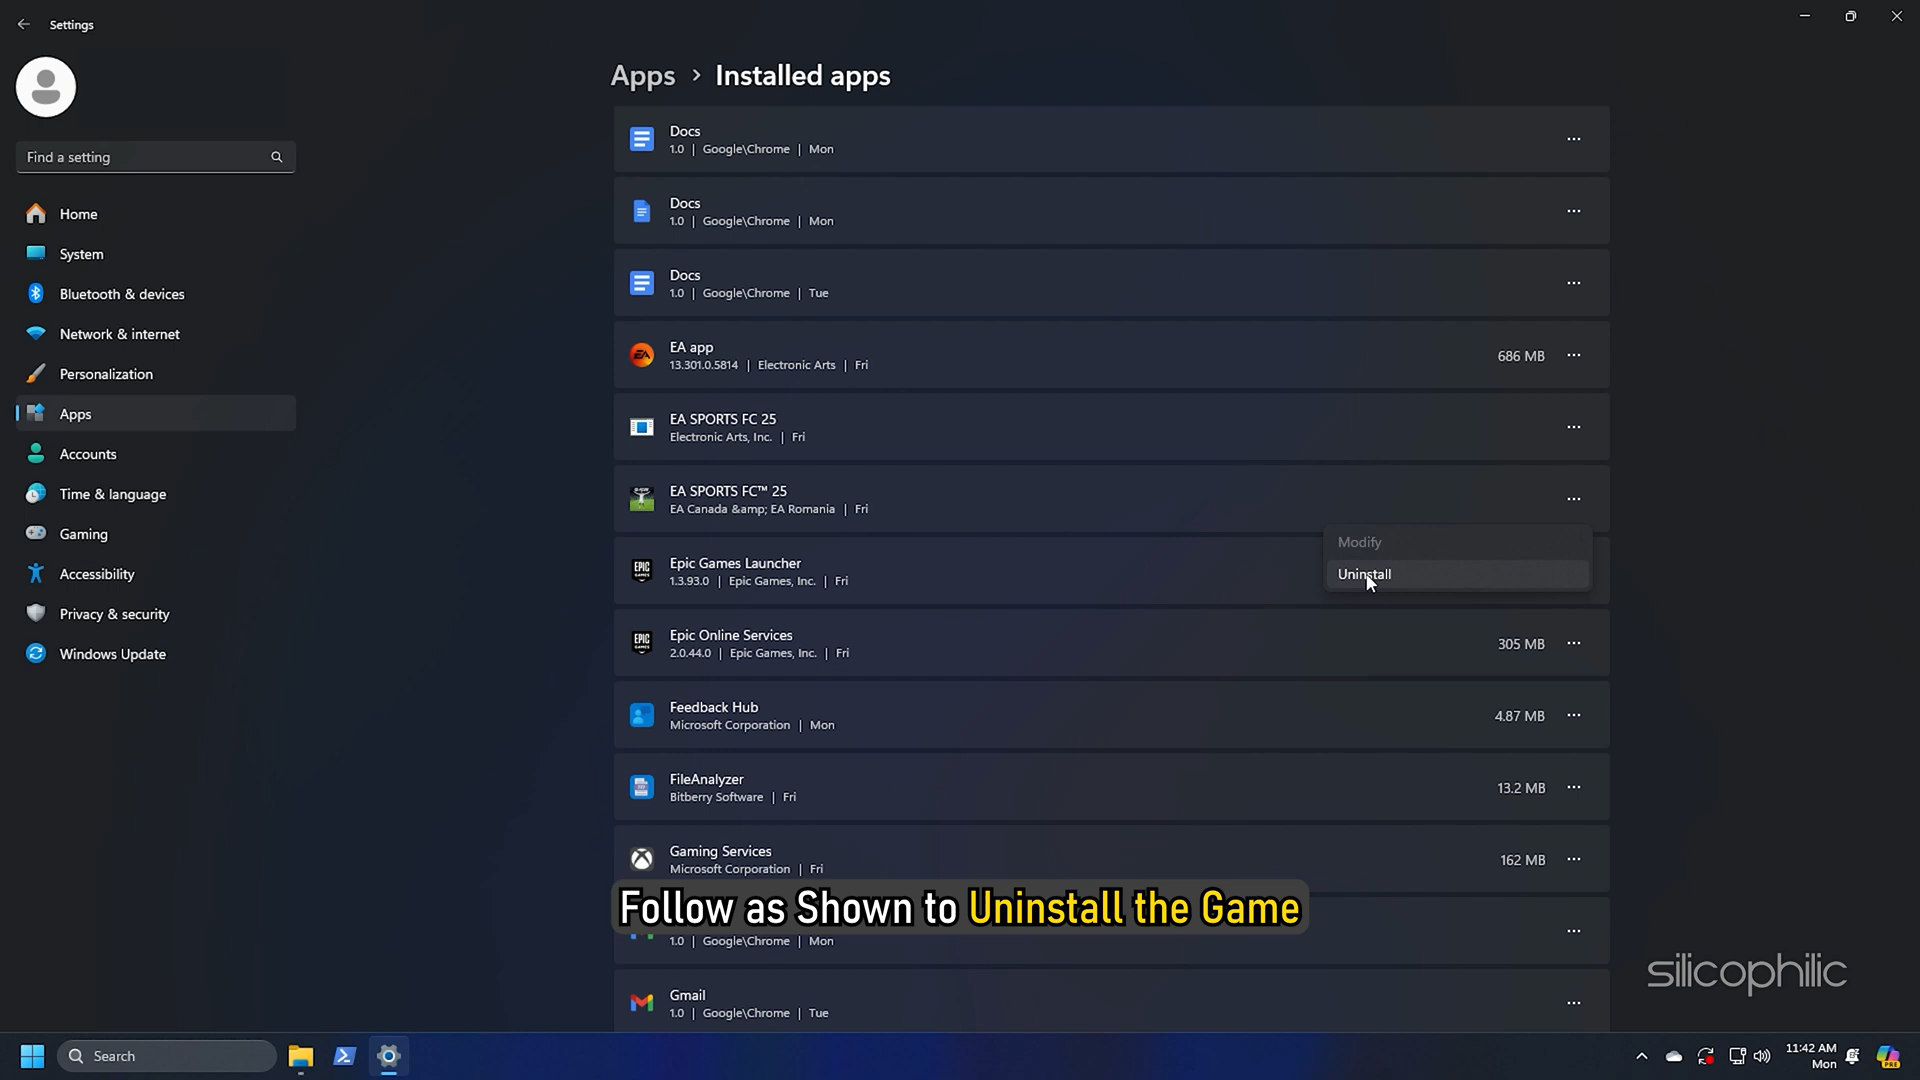 Settings
Find a setting
Home
System
Bluetooth & devices
Network & internet
Personalization
Apps
Accounts
Time & language
Gaming
Accessibility
Privacy & security
Windows Update
Apps > Installed apps
Docs
1.0 | Google\Chrome | Mon
Docs
1.0 | Google\Chrome | Mon
Docs
1.0 | Google\Chrome | Tue
EA app
13.301.0.5814 | Electronic Arts | Fri
686 MB
EA SPORTS FC 25
Electronic Arts, Inc. | Fri
EA SPORTS FC™ 25
EA Canada &amp; EA Romania | Fri
Modify
Uninstall
Epic Games Launcher
1.3.93.0 | Epic Games, Inc. | Fri
Epic Online Services
2.0.44.0 | Epic Games, Inc. | Fri
305 MB
Feedback Hub
Microsoft Corporation | Mon
4.87 MB
FileAnalyzer
Bitberry Software | Fri
13.2 MB
Gaming Services
Microsoft Corporation | Fri
162 MB
Follow as Shown to Uninstall the Game
1.0 | Google\Chrome | Mon
Gmail
1.0 | Google\Chrome | Tue
silicophilic
Search
11:42 AM
Mon